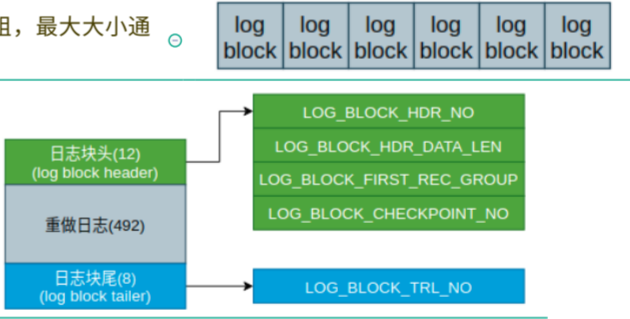 组，最大大小通
log block
log block
log block
log block
log block
log block
日志块头(12)
(log block header)
重做日志(492)
日志块尾(8)
(log block tailer)
LOG_BLOCK_HDR_NO
LOG_BLOCK_HDR_DATA_LEN
LOG_BLOCK_FIRST_REC_GROUP
LOG_BLOCK_CHECKPOINT_NO
LOG_BLOCK_TRL_NO